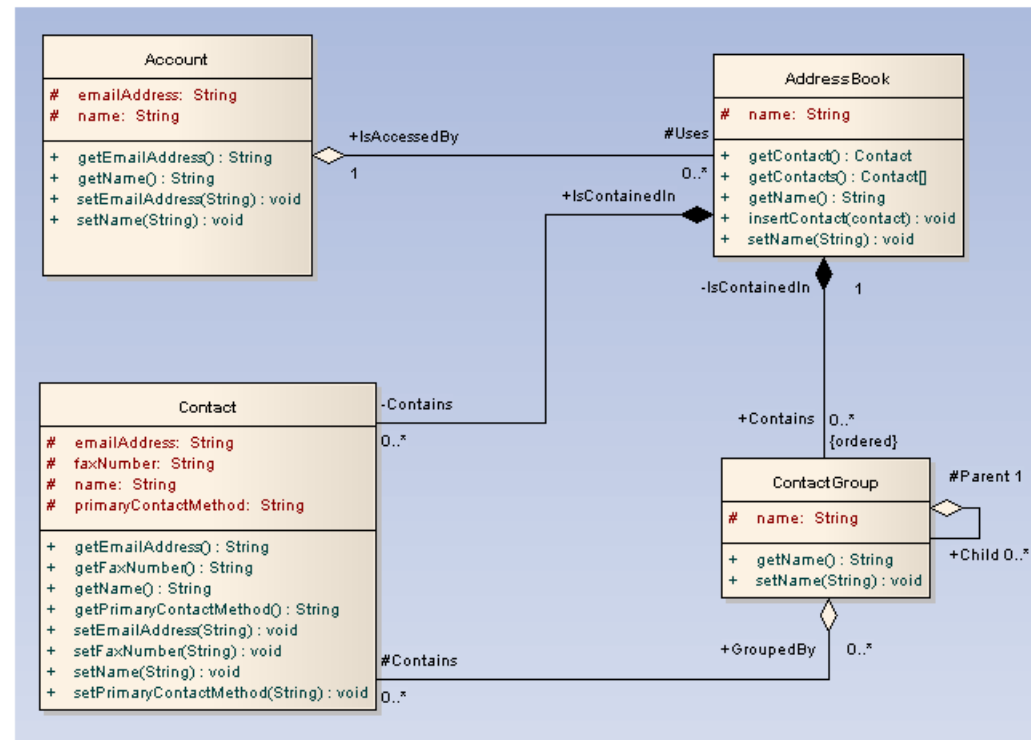 Account
# emailAddress: String
# name: String
+ getEmailAddress() : String
+ getName() : String
+ setEmailAddress(String) : void
+ setName(String) : void
+IsAccessedBy
1
#Uses
0..*
AddressBook
# name: String
+ getContact() : Contact
+ getContacts() : Contact[]
+ getName() : String
+ insertContact(contact) : void
+ setName(String) : void
+IsContainedIn
-IsContainedIn
1
-Contains
0..*
Contact
# emailAddress: String
# faxNumber: String
# name: String
# primaryContactMethod: String
+ getEmailAddress() : String
+ getFaxNumber() : String
+ getName() : String
+ getPrimaryContactMethod() : String
+ setEmailAddress(String) : void
+ setFaxNumber(String) : void
+ setName(String) : void
+ setPrimaryContactMethod(String) : void
+Contains
0..*
{ordered}
ContactGroup
# name: String
+ getName() : String
+ setName(String) : void
#Parent 1
+Child 0..*
+GroupedBy
0..*
#Contains
0..*